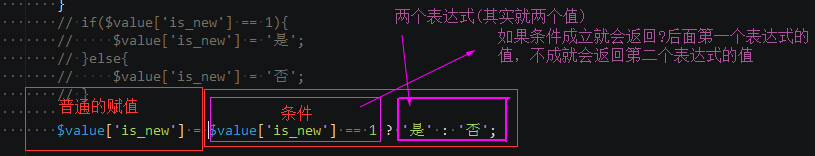 }
// if($value['is_new'] == 1){
//     $value['is_new'] = '是';
// }else{
//     $value['is_new'] = '否';
// }
两个表达式(其实就两个值)
如果条件成立就会返回?后面第一个表达式的
值，不成就会返回第二个表达式的值
普通的赋值
条件
$value['is_new'] = $value['is_new'] == 1 ? '是' : '否';